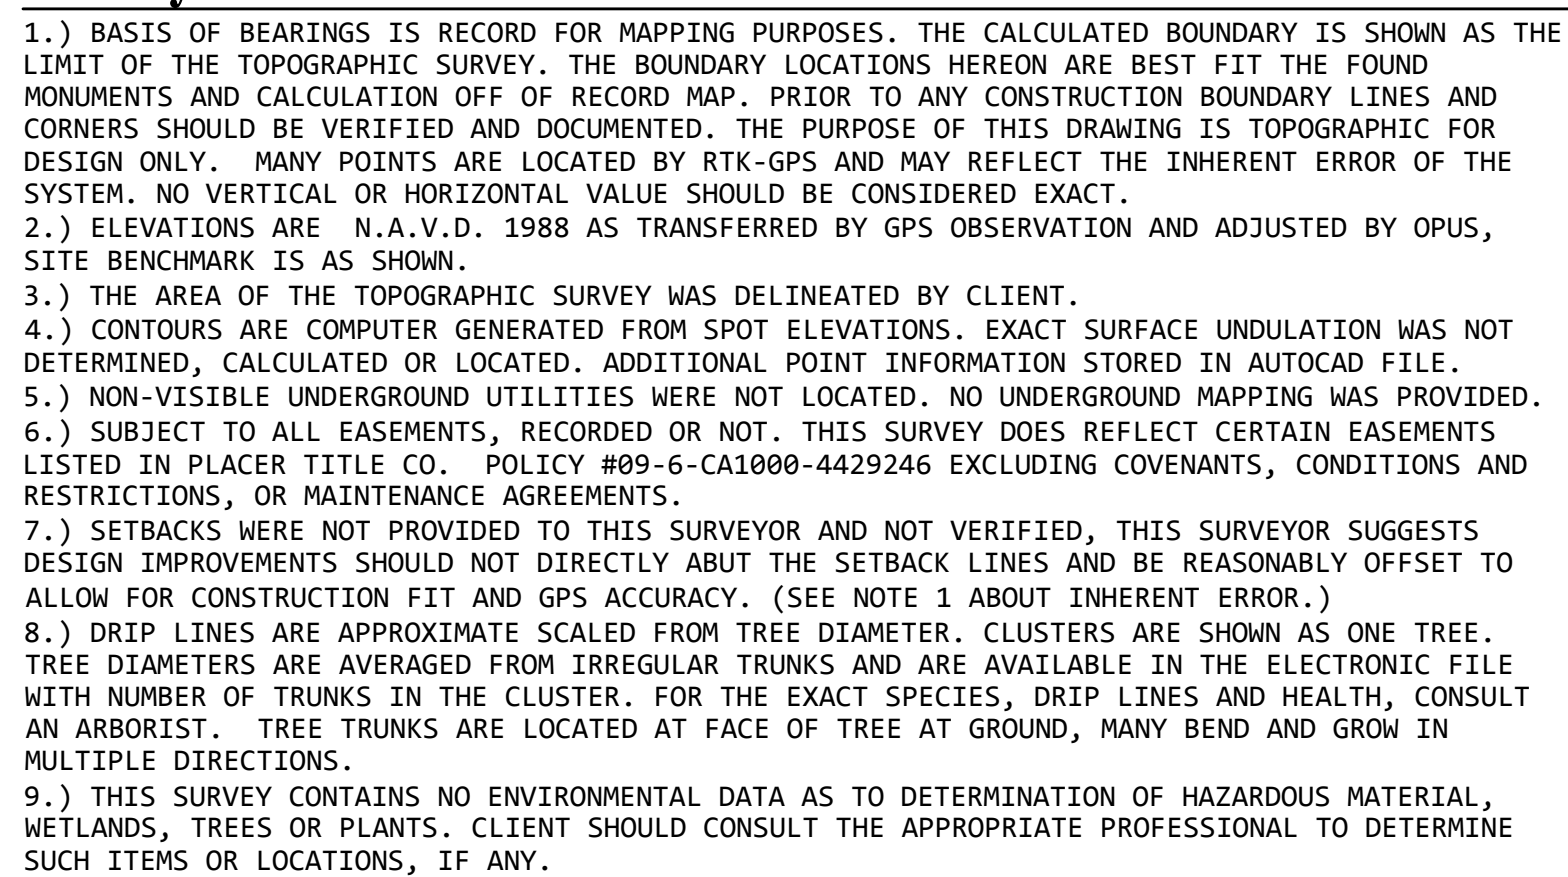 1.) BASIS OF BEARINGS IS RECORD FOR MAPPING PURPOSES. THE CALCULATED BOUNDARY IS SHOWN AS THE
LIMIT OF THE TOPOGRAPHIC SURVEY. THE BOUNDARY LOCATIONS HEREON ARE BEST FIT THE FOUND
MONUMENTS AND CALCULATION OFF OF RECORD MAP. PRIOR TO ANY CONSTRUCTION BOUNDARY LINES AND
CORNERS SHOULD BE VERIFIED AND DOCUMENTED. THE PURPOSE OF THIS DRAWING IS TOPOGRAPHIC FOR
DESIGN ONLY.  MANY POINTS ARE LOCATED BY RTK-GPS AND MAY REFLECT THE INHERENT ERROR OF THE
SYSTEM. NO VERTICAL OR HORIZONTAL VALUE SHOULD BE CONSIDERED EXACT.
2.) ELEVATIONS ARE  N.A.V.D. 1988 AS TRANSFERRED BY GPS OBSERVATION AND ADJUSTED BY OPUS,
SITE BENCHMARK IS AS SHOWN.
3.) THE AREA OF THE TOPOGRAPHIC SURVEY WAS DELINEATED BY CLIENT.
4.) CONTOURS ARE COMPUTER GENERATED FROM SPOT ELEVATIONS. EXACT SURFACE UNDULATION WAS NOT
DETERMINED, CALCULATED OR LOCATED. ADDITIONAL POINT INFORMATION STORED IN AUTOCAD FILE.
5.) NON-VISIBLE UNDERGROUND UTILITIES WERE NOT LOCATED. NO UNDERGROUND MAPPING WAS PROVIDED.
6.) SUBJECT TO ALL EASEMENTS, RECORDED OR NOT. THIS SURVEY DOES REFLECT CERTAIN EASEMENTS
LISTED IN PLACER TITLE CO.  POLICY #09-6-CA1000-4429246 EXCLUDING COVENANTS, CONDITIONS AND
RESTRICTIONS, OR MAINTENANCE AGREEMENTS.
7.) SETBACKS WERE NOT PROVIDED TO THIS SURVEYOR AND NOT VERIFIED, THIS SURVEYOR SUGGESTS
DESIGN IMPROVEMENTS SHOULD NOT DIRECTLY ABUT THE SETBACK LINES AND BE REASONABLY OFFSET TO
ALLOW FOR CONSTRUCTION FIT AND GPS ACCURACY. (SEE NOTE 1 ABOUT INHERENT ERROR.)
8.) DRIP LINES ARE APPROXIMATE SCALED FROM TREE DIAMETER. CLUSTERS ARE SHOWN AS ONE TREE.
TREE DIAMETERS ARE AVERAGED FROM IRREGULAR TRUNKS AND ARE AVAILABLE IN THE ELECTRONIC FILE
WITH NUMBER OF TRUNKS IN THE CLUSTER. FOR THE EXACT SPECIES, DRIP LINES AND HEALTH, CONSULT
AN ARBORIST.  TREE TRUNKS ARE LOCATED AT FACE OF TREE AT GROUND, MANY BEND AND GROW IN
MULTIPLE DIRECTIONS.
9.) THIS SURVEY CONTAINS NO ENVIRONMENTAL DATA AS TO DETERMINATION OF HAZARDOUS MATERIAL,
WETLANDS, TREES OR PLANTS. CLIENT SHOULD CONSULT THE APPROPRIATE PROFESSIONAL TO DETERMINE
SUCH ITEMS OR LOCATIONS, IF ANY.